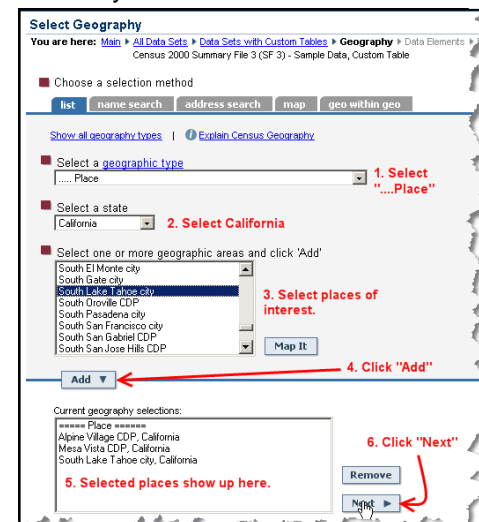 Select Geography
You are here: Main ▶ All Data Sets ▶ Data Sets with Custom Tables ▶ Geography ▶ Data Elements ▶
Census 2000 Summary File 3 (SF 3) - Sample Data, Custom Table
Choose a selection method
list name search address search map geo within geo
Show all geography types | Explain Census Geography
Select a geographic type
..... Place
1. Select "....Place"
Select a state
California
2. Select California
Select one or more geographic areas and click 'Add'
South El Monte city
South Gate city
South Lake Tahoe city
South Oroville CDP
South Pasadena city
South San Francisco city
South San Gabriel CDP
South San Jose Hills CDP
3. Select places of
interest.
Map It
4. Click "Add"
Add ▼
Current geography selections:
===== Place ======
Alpine Village CDP, California
Mesa Vista CDP, California
South Lake Tahoe city, California
5. Selected places show up here.
6. Click "Next"
Remove
Next ▶